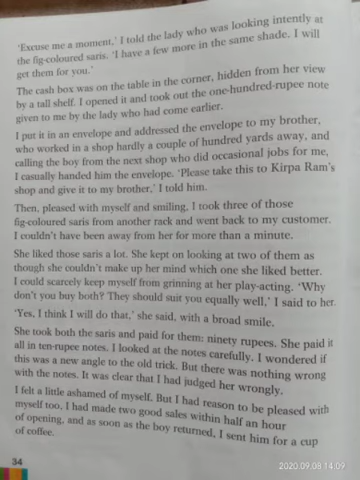 ‘Excuse me a moment,’ I told the lady who was looking intently at
the fig-coloured saris. ‘I have a few more in the same shade. I will
get them for you.’
The cash box was on the table in the corner, hidden from her view
by a tall shelf. I opened it and took out the one-hundred-rupee note
given to me by the lady who had come earlier.
I put it in an envelope and addressed the envelope to my brother,
who worked in a shop hardly a couple of hundred yards away, and
calling the boy from the next shop who did occasional jobs for me,
I casually handed him the envelope. ‘Please take this to Kirpa Ram’s
shop and give it to my brother,’ I told him.
Then, pleased with myself and smiling, I took three of those
fig-coloured saris from another rack and went back to my customer.
I couldn’t have been away from her for more than a minute.
She liked those saris a lot. She kept on looking at two of them as
though she couldn’t make up her mind which one she liked better.
I could scarcely keep myself from grinning at her play-acting. ‘Why
don’t you buy both? They should suit you equally well,’ I said to her.
‘Yes, I think I will do that,’ she said, with a broad smile.
She took both the saris and paid for them: ninety rupees. She paid it
all in ten-rupee notes. I looked at the notes carefully. I wondered if
this was a new angle to the old trick. But there was nothing wrong
with the notes. It was clear that I had judged her wrongly.
I felt a little ashamed of myself. But I had reason to be pleased with
myself too. I had made two good sales within half an hour
of opening, and as soon as the boy returned, I sent him for a cup
of coffee.
34
2020.09.08 14:09